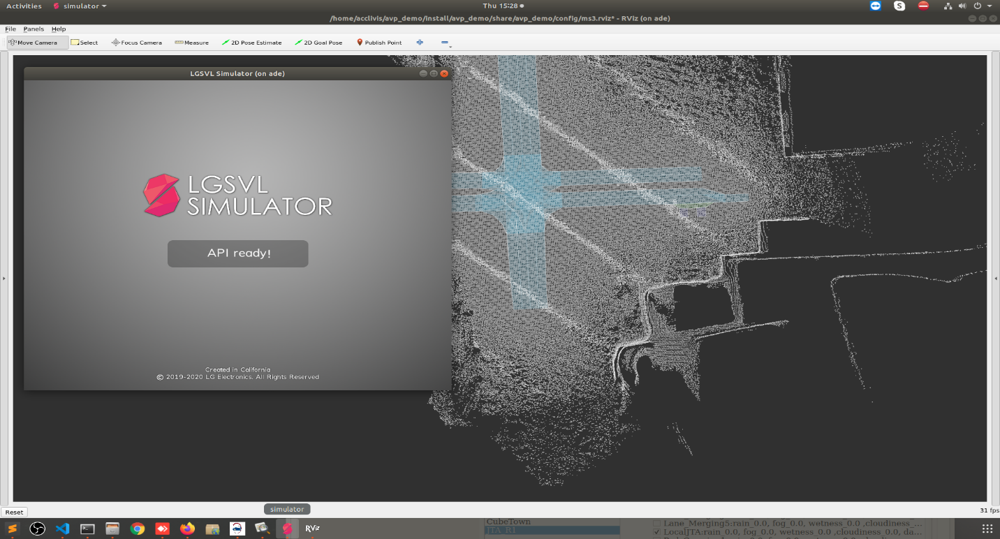 Activities simulator Thu 15:28
/home/acclivis/avp_demo/install/avp_demo/share/avp_demo/config/ms3.rviz* - RViz (on ade)
File Panels Help
Move Camera Select Focus Camera Measure 2D Pose Estimate 2D Goal Pose Publish Point
LGSVL Simulator (on ade)
LGSVL
SIMULATOR
API ready!
Created in California
© 2019-2020 LG Electronics. All Rights Reserved
simulator
Reset
31 fps
RViz
CubeTown
JTA_R1
Lane_Merging5:rain_0.0, fog_0.0, wetness_0.0 ,cloudiness_...
LocalJTA:rain_0.0, fog_0.0, wetness_0.0 ,cloudiness_0.0, da...